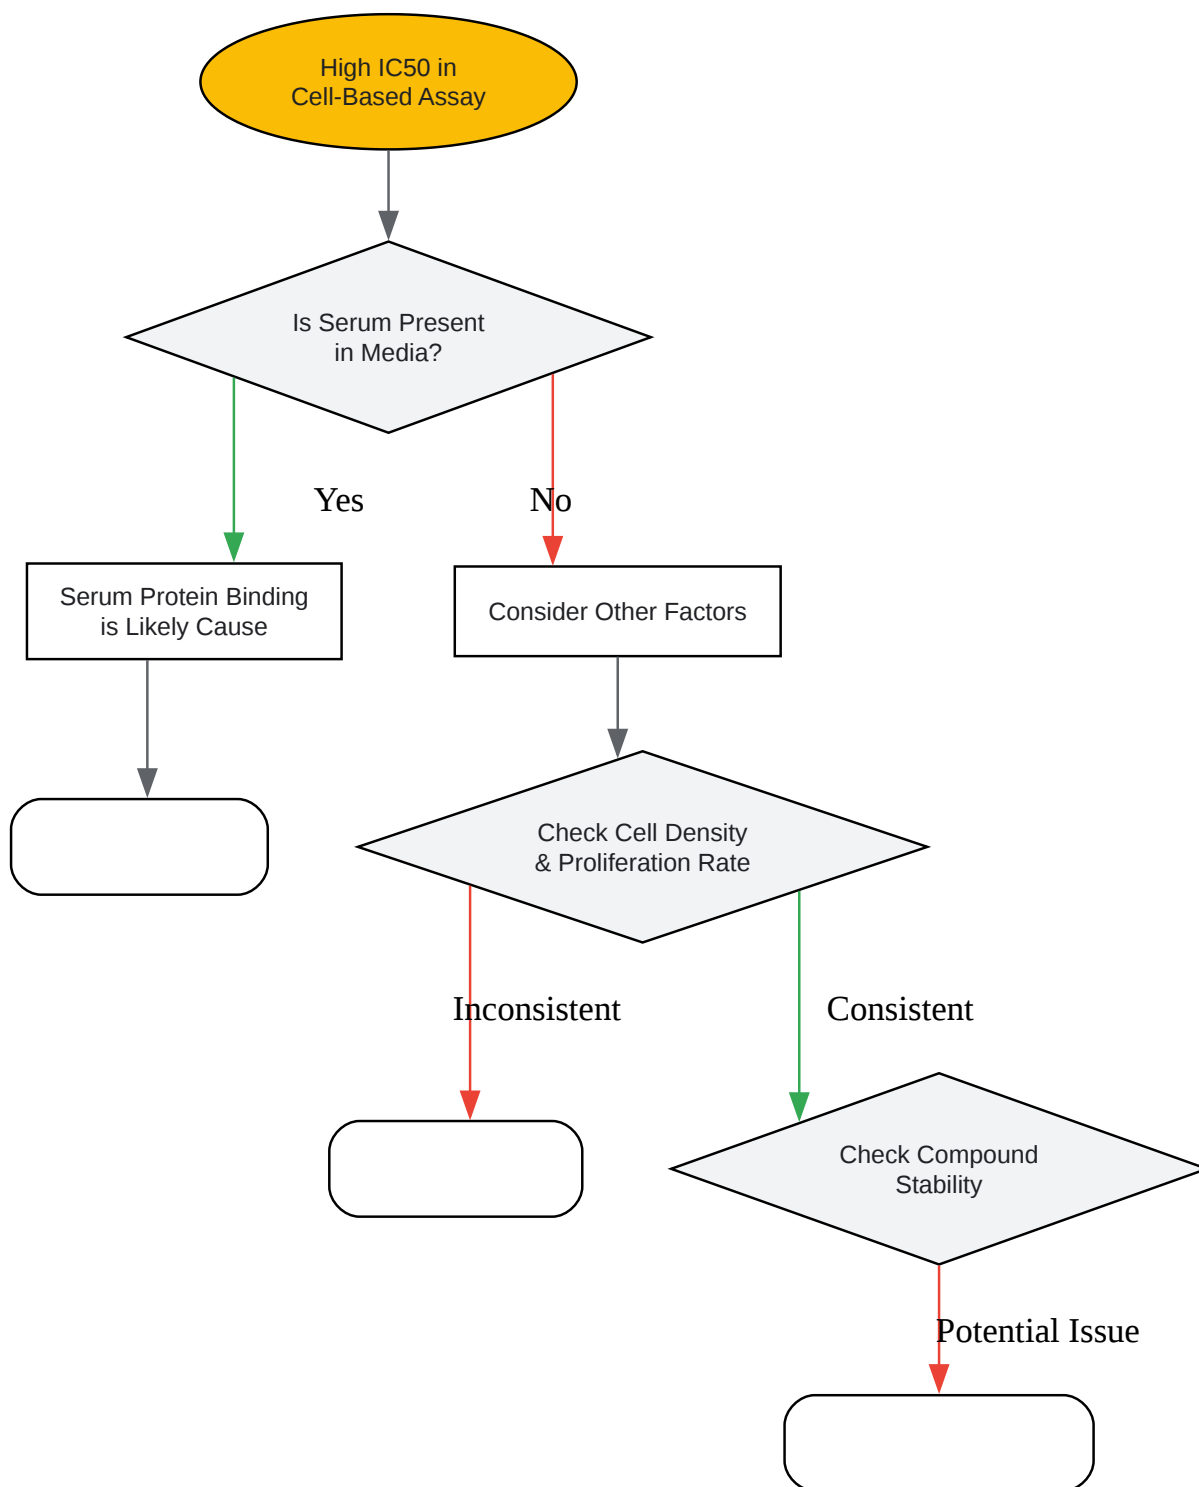 High IC50 in
Cell-Based Assay
Is Serum Present
in Media?
Yes
No
Serum Protein Binding
is Likely Cause
Consider Other Factors
Check Cell Density
& Proliferation Rate
Inconsistent
Consistent
Check Compound
Stability
Potential Issue